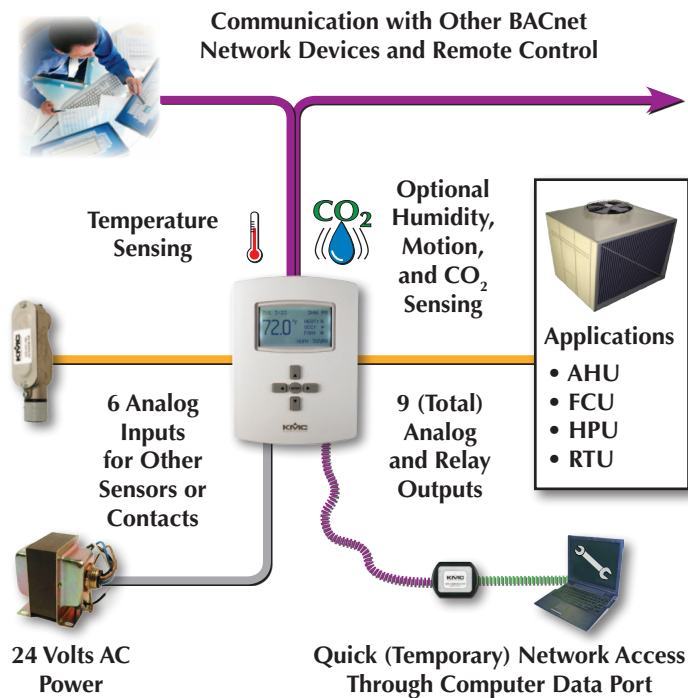 Communication with Other BACnet
Network Devices and Remote Control
Temperature
Sensing
CO2
Optional
Humidity,
Motion,
and CO2
Sensing
72.0°F
KMC
KMC
Applications
• AHU
• FCU
• HPU
• RTU
6 Analog
Inputs
for Other
Sensors or
Contacts
9 (Total)
Analog
and Relay
Outputs
KMC
24 Volts AC
Power
Quick (Temporary) Network Access
Through Computer Data Port